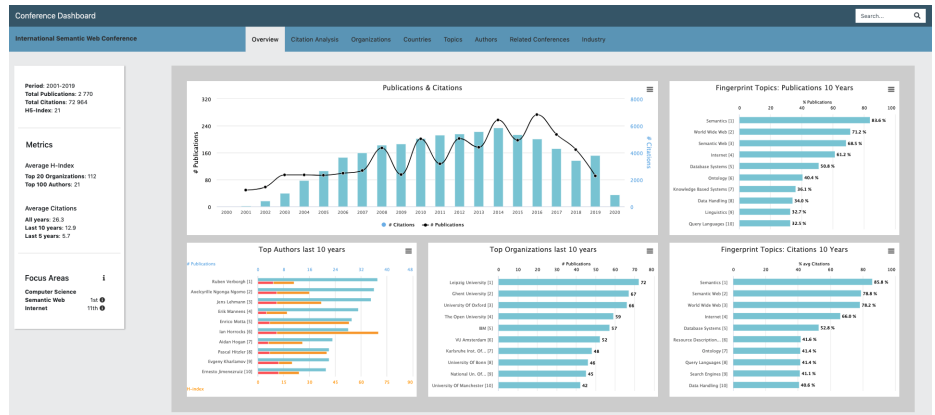 Conference Dashboard
Search...
International Semantic Web Conference
Overview Citation Analysis Organizations Countries Topics Authors Related Conferences Industry
Period: 2001-2019
Total Publications: 2 770
Total Citations: 72 964
H5-Index: 21
Metrics
Average H-Index
Top 20 Organizations: 112
Top 100 Authors: 21
Average Citations
All years: 26.3
Last 10 years: 12.9
Last 5 years: 5.7
Focus Areas i
Computer Science
Semantic Web 1st
Internet 11th
Publications & Citations
# Publications
320
240
160
80
0
# Citations
8000
6000
4000
2000
0
2000 2001 2002 2003 2004 2005 2006 2007 2008 2009 2010 2011 2012 2013 2014 2015 2016 2017 2018 2019 2020
# Citations # Publications
Fingerprint Topics: Publications 10 Years
% Publications
0 20 40 60 80 100
Semantics [1] 83.6 %
World Wide Web [2] 71.2 %
Semantic Web [3] 68.5 %
Internet [4] 61.2 %
Database Systems [5] 50.8 %
Ontology [6] 40.4 %
Knowledge Based Systems [7] 36.1 %
Data Handling [8] 34.0 %
Linguistics [9] 32.7 %
Query Languages [10] 32.5 %
Top Authors last 10 years
# Publications
0 8 16 24 32 40 48
Ruben Verborgh [1]
Axelcyrille Ngonga Ngomo [2]
Jens Lehmann [3]
Erik Mannens [4]
Enrico Motta [5]
Ian Horrocks [6]
Aidan Hogan [7]
Pascal Hitzler [8]
Evgeny Kharlamov [9]
Ernesto Jimenezruiz [10]
0 15 30 45 60 75 90
H-index
Top Organizations last 10 years
# Publications
0 10 20 30 40 50 60 70 80
Leipzig University [1] 72
Ghent University [2] 67
University Of Oxford [3] 66
The Open University [4] 59
IBM [5] 57
VU Amsterdam [6] 52
Karlsruhe Inst. Of... [7] 48
University Of Bonn [8] 46
National Un. Of... [9] 45
University Of Manchester [10] 42
Fingerprint Topics: Citations 10 Years
% avg Citations
0 20 40 60 80 100
Semantics [1] 85.8 %
Semantic Web [2] 78.8 %
World Wide Web [3] 78.2 %
Internet [4] 66.0 %
Database Systems [5] 52.8 %
Resource Description... [6] 41.6 %
Ontology [7] 41.4 %
Query Languages [8] 41.4 %
Search Engines [9] 41.1 %
Data Handling [10] 40.6 %